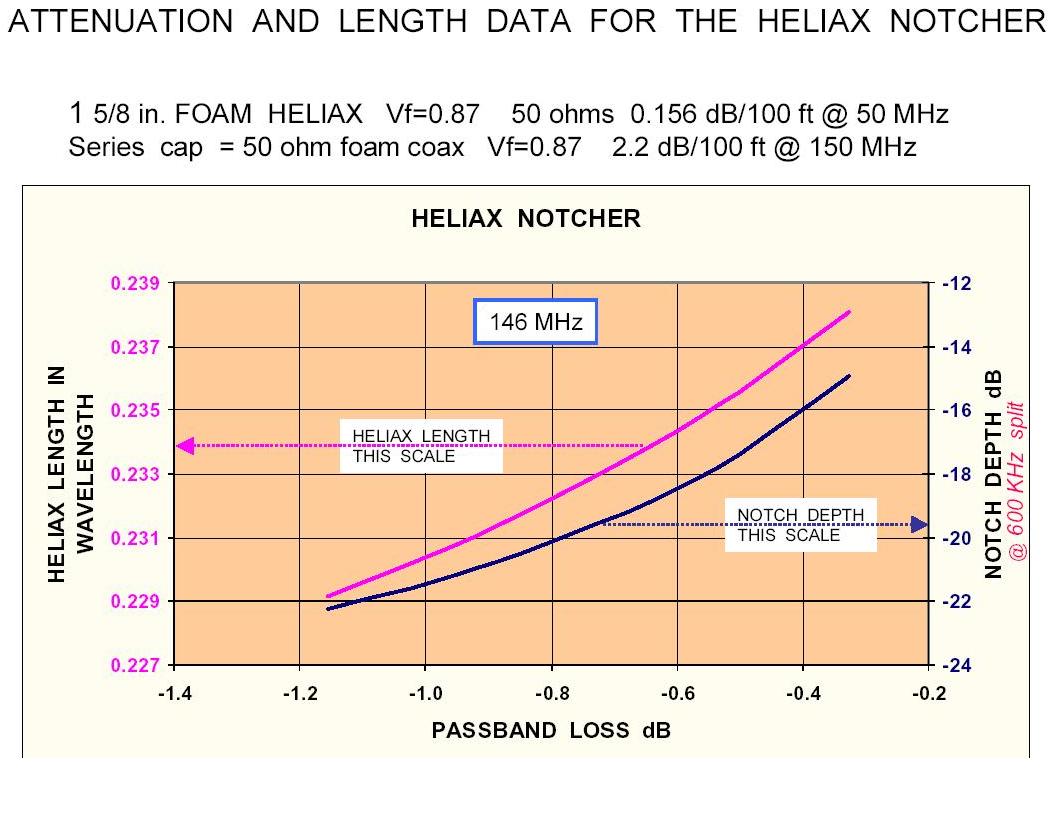 ATTENUATION AND LENGTH DATA FOR THE HELIAX NOTCHER
1 5/8 in. FOAM HELIAX Vf=0.87 50 ohms 0.156 dB/100 ft @ 50 MHz
Series cap = 50 ohm foam coax Vf=0.87 2.2 dB/100 ft @ 150 MHz
HELIAX NOTCHER
0.239
0.237
0.235
0.233
0.231
0.229
0.227
HELIAX LENGTH IN
WAVELENGTH
146 MHz
HELIAX LENGTH
THIS SCALE
NOTCH DEPTH
THIS SCALE
-12
-14
-16
-18
-20
-22
-24
NOTCH DEPTH dB
@ 600 KHz split
-1.4 -1.2 -1.0 -0.8 -0.6 -0.4 -0.2
PASSBAND LOSS dB